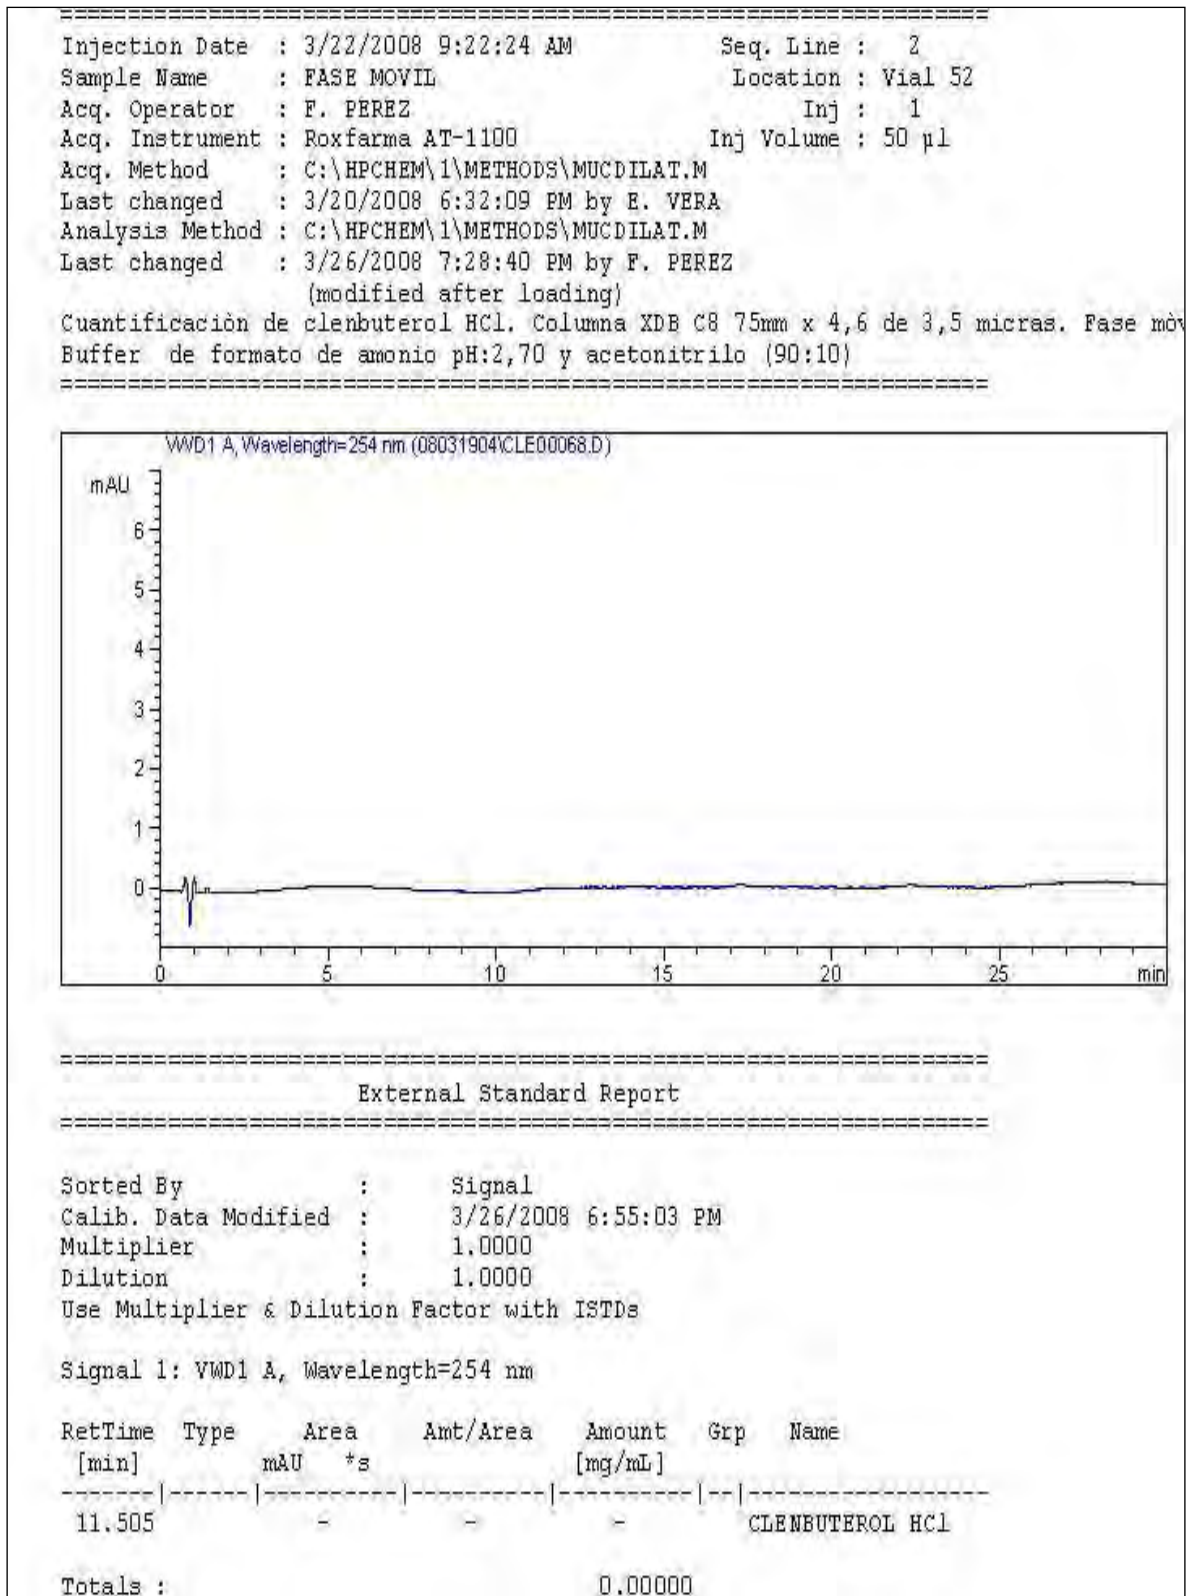 Injection Date : 3/22/2008 9:22:24 AM Seq. Line : 2
Sample Name : FASE MOVIL Location : Vial 52
Acq. Operator : F. PEREZ Inj : 1
Acq. Instrument : Roxfarma AT-1100 Inj Volume : 50 µl
Acq. Method : C:\HPCHEM\1\METHODS\MUCDILAT.M
Last changed : 3/20/2008 6:32:09 PM by E. VERA
Analysis Method : C:\HPCHEM\1\METHODS\MUCDILAT.M
Last changed : 3/26/2008 7:28:40 PM by F. PEREZ
(modified after loading)
Cuantificaciòn de clenbuterol HCl. Columna XDB C8 75mm x 4,6 de 3,5 micras. Fase mòv
Buffer de formato de amonio pH:2,70 y acetonitrilo (90:10)
VWD1 A, Wavelength=254 nm (08031904\CLE00068.D)
mAU
6
5
4
3
2
1
0
0 5 10 15 20 25 min
External Standard Report
Sorted By : Signal
Calib. Data Modified : 3/26/2008 6:55:03 PM
Multiplier : 1.0000
Dilution : 1.0000
Use Multiplier & Dilution Factor with ISTDs
Signal 1: VWD1 A, Wavelength=254 nm
RetTime Type Area Amt/Area Amount Grp Name
[min] mAU *s [mg/mL]
-------|------|----------|----------|----------|--|------------------
11.505 - - - CLENBUTEROL HCl
Totals : 0.00000